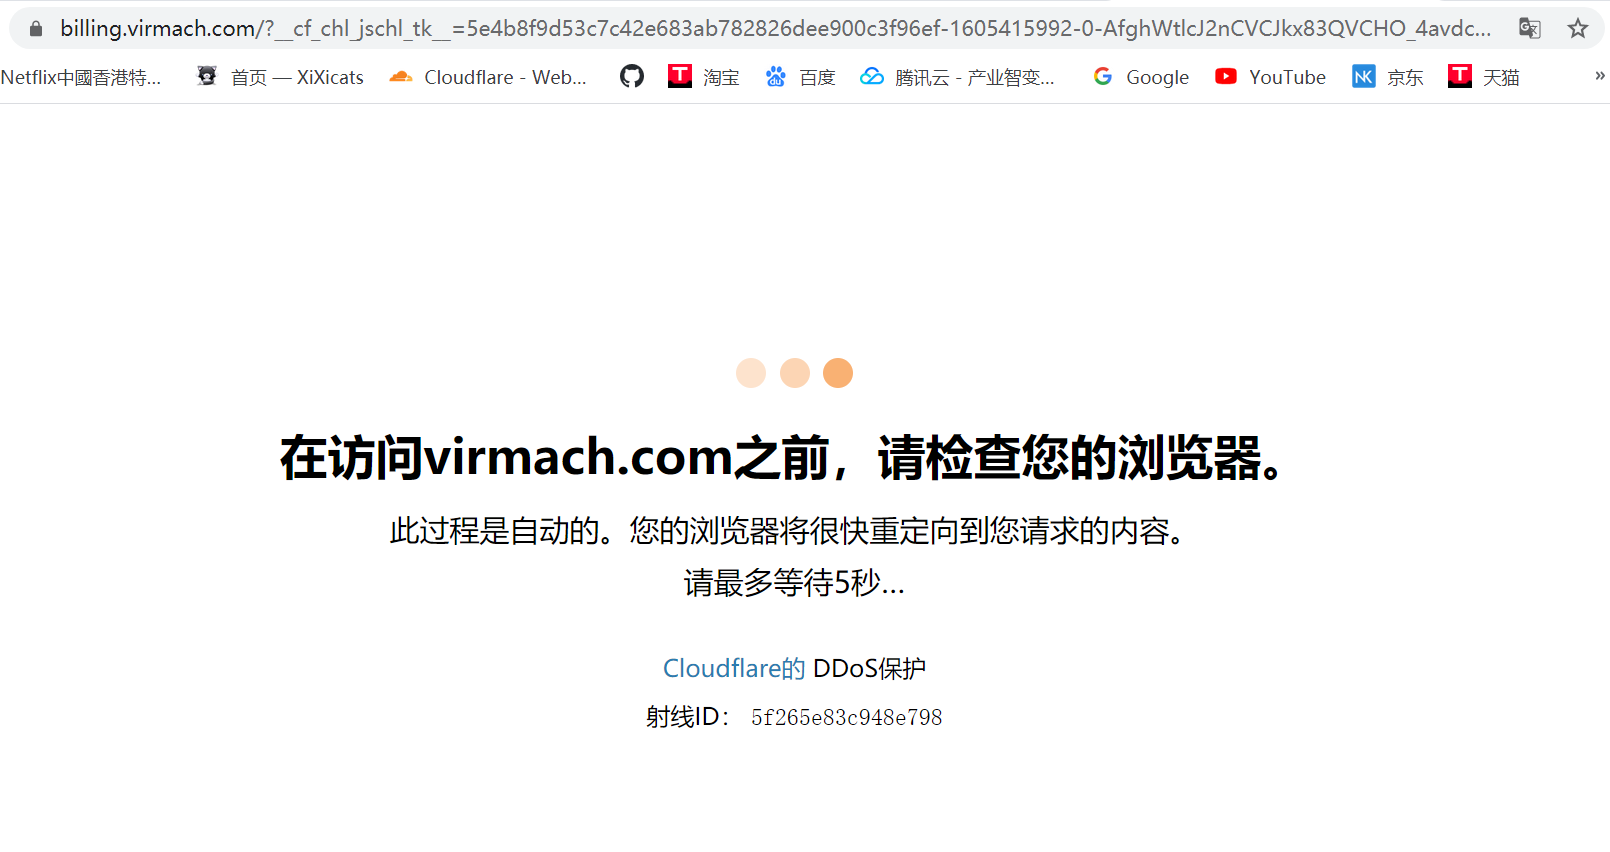 billing.virmach.com/?__cf_chl_jschl_tk__=5e4b8f9d53c7c42e683ab782826dee900c3f96ef-1605415992-0-AfghWtlcJ2nCVCJkx83QVCHO_4avdc...
Netflix中國香港特... 首页 — XiXicats Cloudflare - Web... 淘宝 百度 腾讯云 - 产业智变... Google YouTube 京东 天猫 »
在访问virmach.com之前，请检查您的浏览器。
此过程是自动的。您的浏览器将很快重定向到您请求的内容。
请最多等待5秒...
Cloudflare的 DDoS保护
射线ID： 5f265e83c948e798